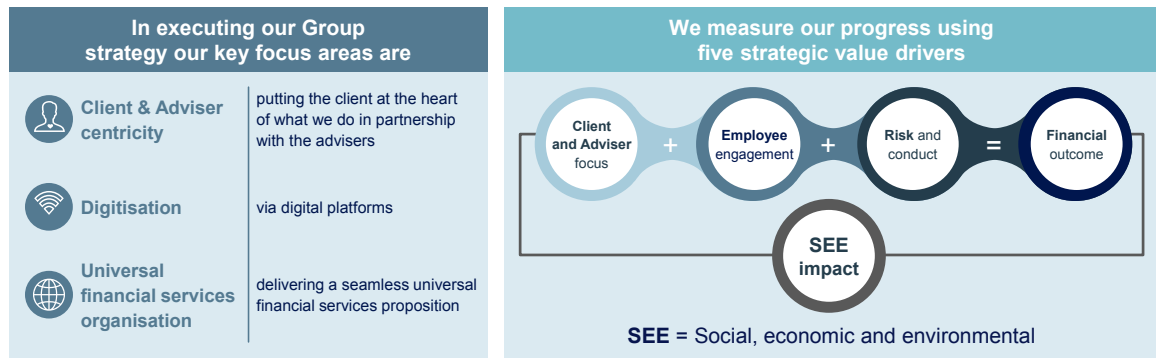 In executing our Group
strategy our key focus areas are
Client & Adviser
centricity
putting the client at the heart
of what we do in partnership
with the advisers
Digitisation
via digital platforms
Universal
financial services
organisation
delivering a seamless universal
financial services proposition
We measure our progress using
five strategic value drivers
Client
and Adviser
focus
+
Employee
engagement
+
Risk and
conduct
=
Financial
outcome
SEE
impact
SEE = Social, economic and environmental